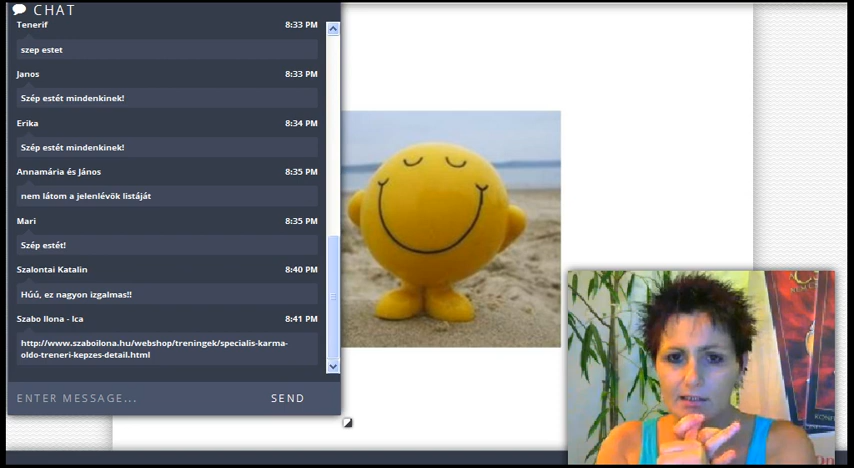 CHAT
Tenerif 8:33 PM
szep estet
Janos 8:33 PM
Szép estét mindenkinek!
Erika 8:34 PM
Szép estét mindenkinek!
Annamária és János 8:35 PM
nem látom a jelenlévök listáját
Mari 8:35 PM
Szép estét!
Szalontai Katalin 8:40 PM
Húú, ez nagyon izgalmas!!
Szabo Ilona - Ica 8:41 PM
http://www.szaboilona.hu/webshop/treningek/specialis-karma-
oldo-treneri-kepzes-detail.html
ENTER MESSAGE... SEND